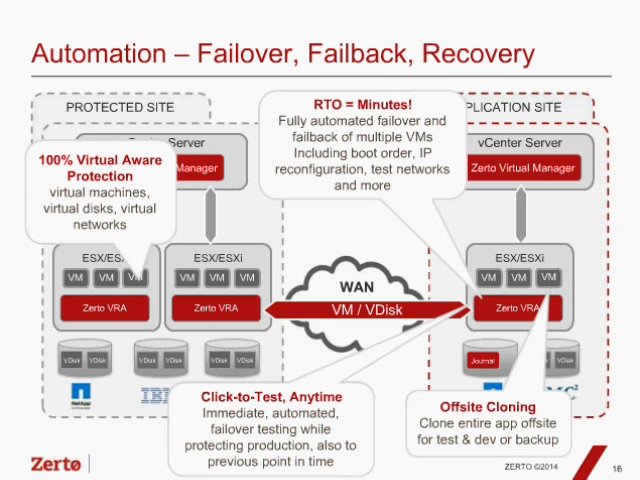 Automation – Failover, Failback, Recovery
PROTECTED SITE
PLICATION SITE
RTO = Minutes!
Fully automated failover and
failback of multiple VMs
Including boot order, IP
reconfiguration, test networks
and more
Server
Manager
vCenter Server
Zerto Virtual Manager
100% Virtual Aware
Protection
virtual machines,
virtual disks, virtual
networks
ESX/ESX
VM VM VM
Zerto VRA
ESX/ESXi
VM VM VM
Zerto VRA
WAN
VM / VDisk
ESX/ESXi
VM VM VM
Zerto VRA
VDisk VDisk
VDisk VDisk
VDisk VDisk
Journal
VDisk
NetApp
IBM
MC²
Click-to-Test, Anytime
Immediate, automated,
failover testing while
protecting production, also to
previous point in time
Offsite Cloning
Clone entire app offsite
for test & dev or backup
Zerto
ZERTO ©2014
16